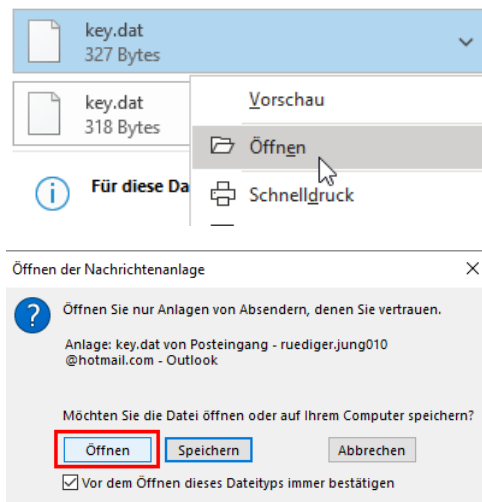 key.dat
327 Bytes
key.dat
318 Bytes
Vorschau
Öffnen
Für diese Da
Schnelldruck
Öffnen der Nachrichtenanlage
Öffnen Sie nur Anlagen von Absendern, denen Sie vertrauen.
Anlage: key.dat von Posteingang - ruediger.jung010
@hotmail.com - Outlook
Möchten Sie die Datei öffnen oder auf Ihrem Computer speichern?
Öffnen Speichern Abbrechen
Vor dem Öffnen dieses Dateityps immer bestätigen